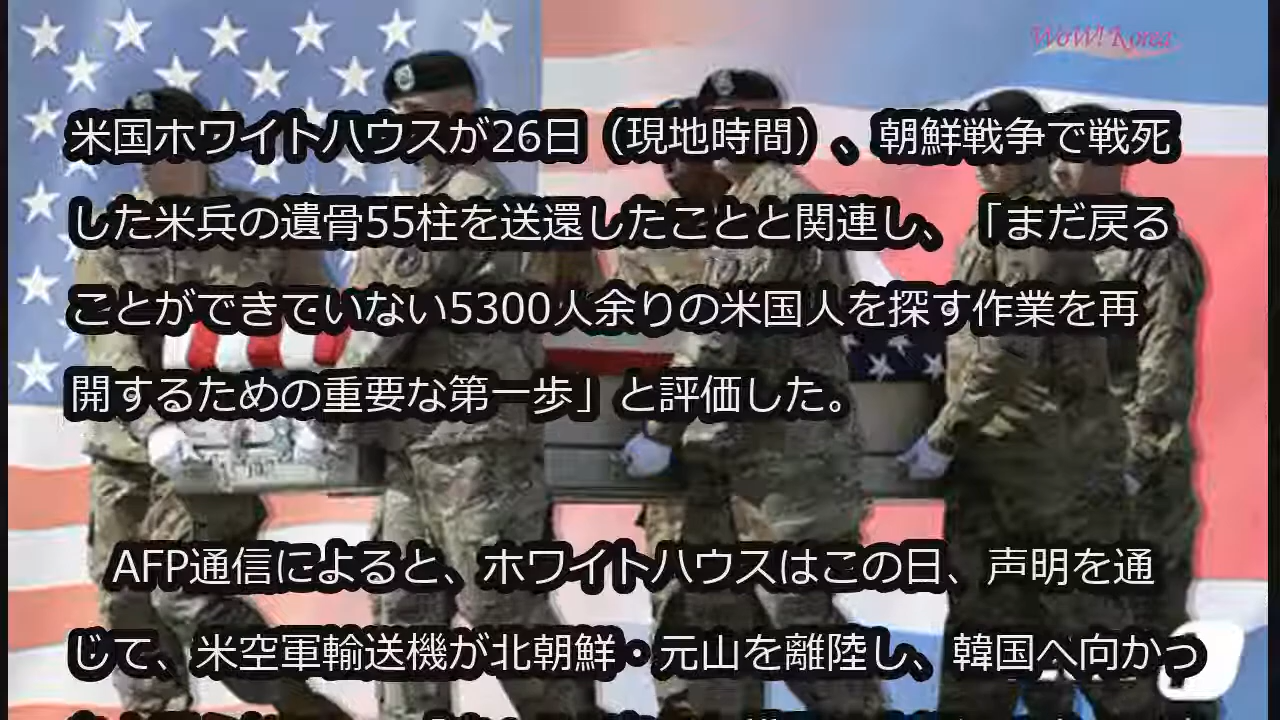 WoW! Korea
米国ホワイトハウスが26日（現地時間）、朝鮮戦争で戦死
した米兵の遺骨55柱を送還したことと関連し、「まだ戻る
ことができていない5300人余りの米国人を探す作業を再
開するための重要な第一歩」と評価した。
AFP通信によると、ホワイトハウスはこの日、声明を通
じて、米空軍輸送機が北朝鮮・元山を離陸し、韓国へ向かっ